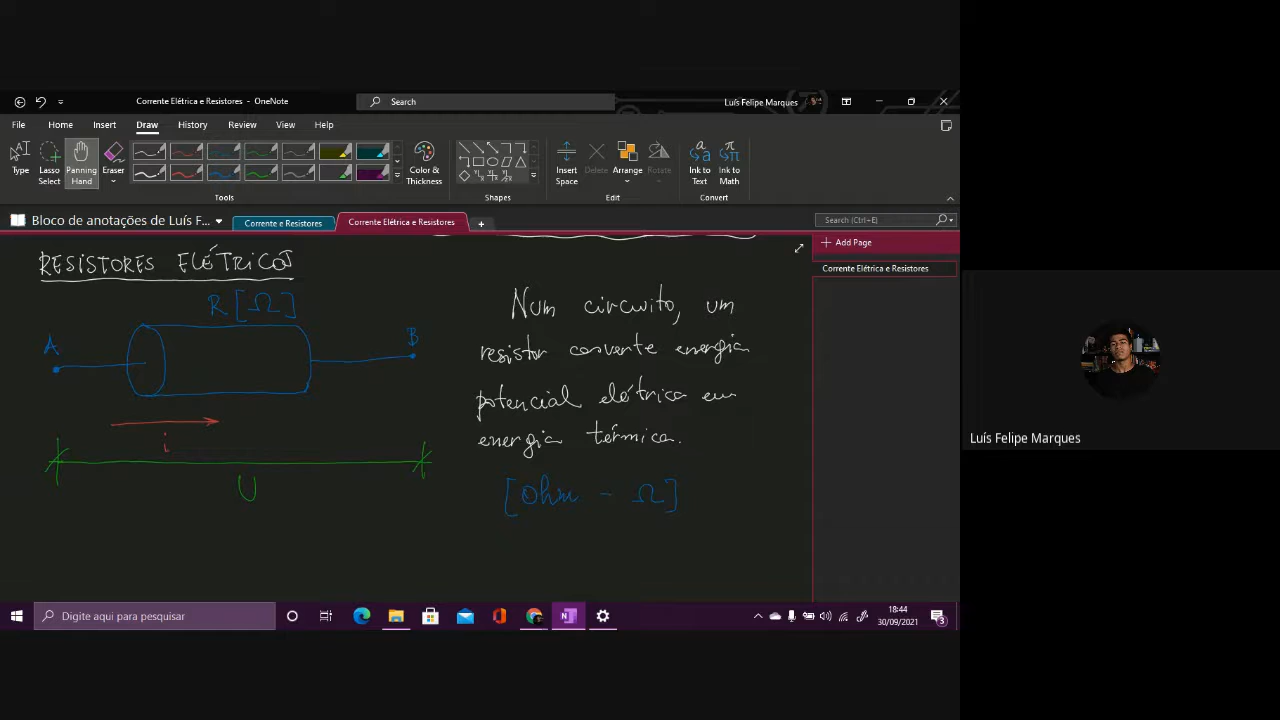 Corrente Elétrica e Resistores - OneNote
Search
Luís Felipe Marques
File Home Insert Draw History Review View Help
Type
Lasso Select
Panning Hand
Eraser
Color & Thickness
Insert Space
Delete
Arrange
Rotate
Ink to Text
Ink to Math
Tools
Shapes
Edit
Convert
Bloco de anotações de Luís F...
Corrente e Resistores
Corrente Elétrica e Resistores
Search (Ctrl+E)
Add Page
Corrente Elétrica e Resistores
RESISTORES ELÉTRICOS
R [Ω]
A
B
i
U
Num circuito, um
resistor converte energia
potencial elétrica em
energia térmica.
[Ohm - Ω]
Luís Felipe Marques
Digite aqui para pesquisar
18:44
30/09/2021
3